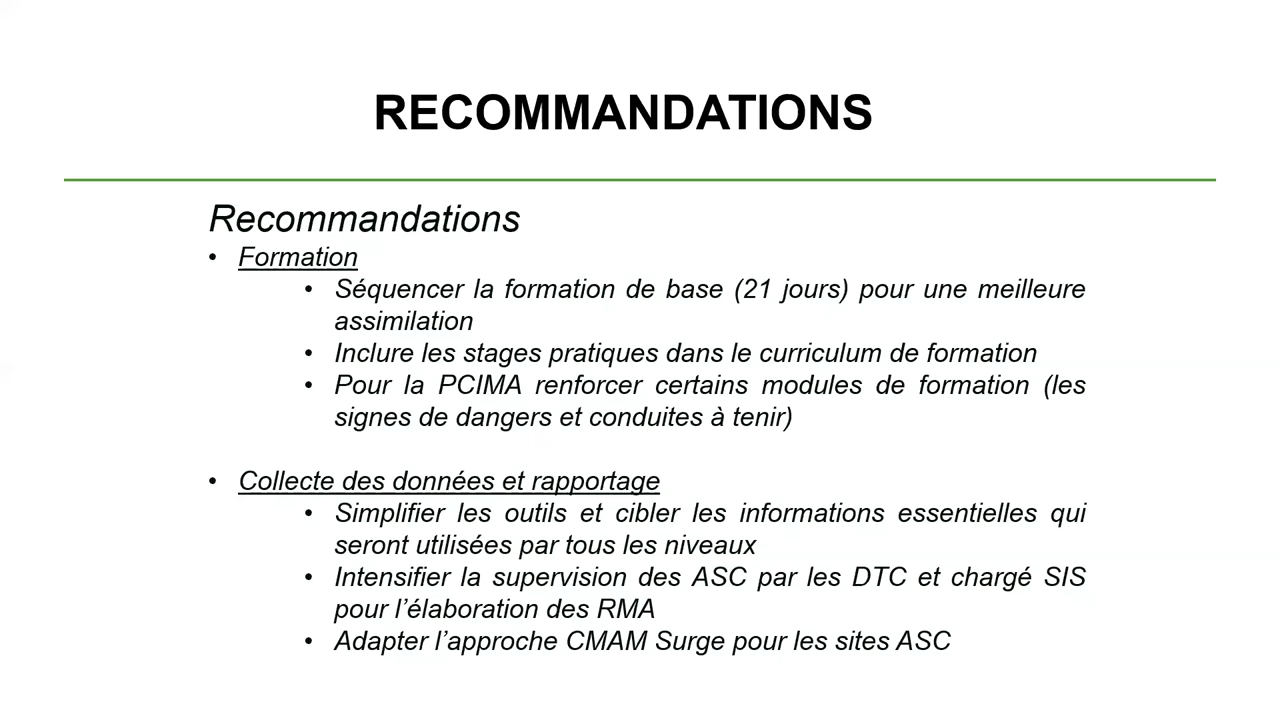 RECOMMANDATIONS
Recommandations
• Formation
• Séquencer la formation de base (21 jours) pour une meilleure
assimilation
• Inclure les stages pratiques dans le curriculum de formation
• Pour la PCIMA renforcer certains modules de formation (les
signes de dangers et conduites à tenir)
• Collecte des données et rapportage
• Simplifier les outils et cibler les informations essentielles qui
seront utilisées par tous les niveaux
• Intensifier la supervision des ASC par les DTC et chargé SIS
pour l’élaboration des RMA
• Adapter l’approche CMAM Surge pour les sites ASC